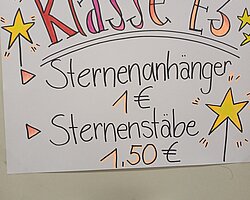 Klasse E3
Sternenanhänger
1€
Sternenstäbe
1,50€